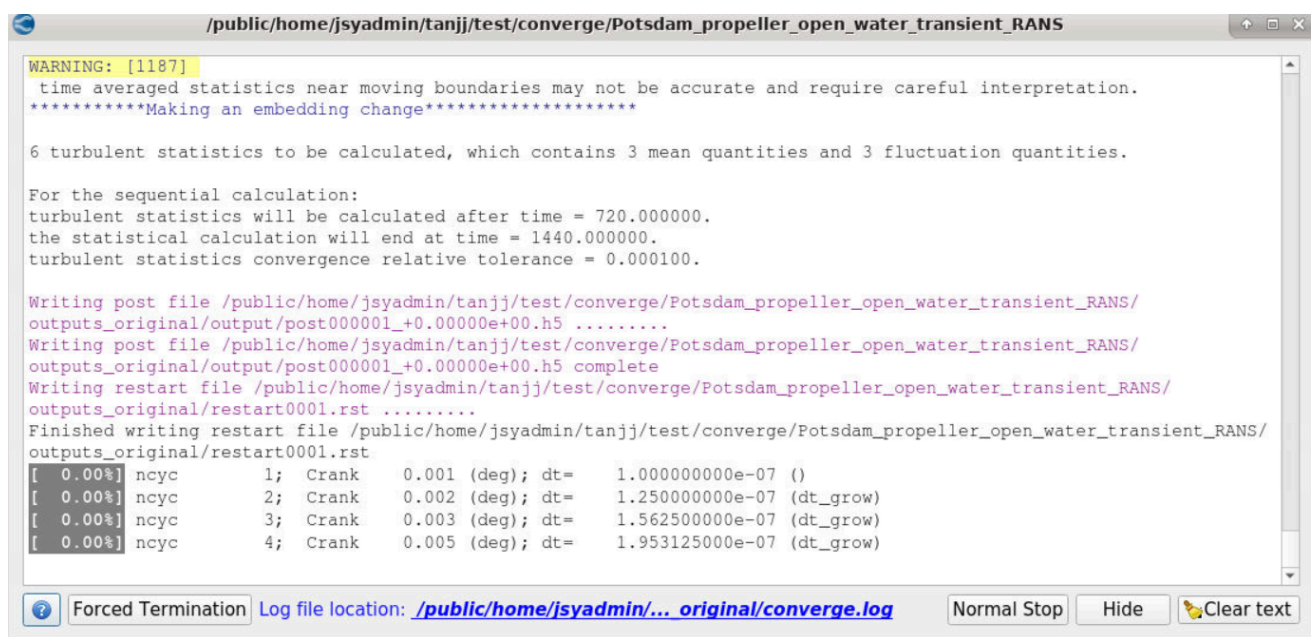 /public/home/jsyadmin/tanjj/test/converge/Potsdam_propeller_open_water_transient_RANS
WARNING: [1187]
time averaged statistics near moving boundaries may not be accurate and require careful interpretation.
***********Making an embedding change********************
6 turbulent statistics to be calculated, which contains 3 mean quantities and 3 fluctuation quantities.
For the sequential calculation:
turbulent statistics will be calculated after time = 720.000000.
the statistical calculation will end at time = 1440.000000.
turbulent statistics convergence relative tolerance = 0.000100.
Writing post file /public/home/jsyadmin/tanjj/test/converge/Potsdam_propeller_open_water_transient_RANS/
outputs_original/output/post000001_+0.00000e+00.h5 .........
Writing post file /public/home/jsyadmin/tanjj/test/converge/Potsdam_propeller_open_water_transient_RANS/
outputs_original/output/post000001_+0.00000e+00.h5 complete
Writing restart file /public/home/jsyadmin/tanjj/test/converge/Potsdam_propeller_open_water_transient_RANS/
outputs_original/restart0001.rst .........
Finished writing restart file /public/home/jsyadmin/tanjj/test/converge/Potsdam_propeller_open_water_transient_RANS/
outputs_original/restart0001.rst
[ 0.00%] ncyc 1; Crank 0.001 (deg); dt= 1.000000000e-07 ()
[ 0.00%] ncyc 2; Crank 0.002 (deg); dt= 1.250000000e-07 (dt_grow)
[ 0.00%] ncyc 3; Crank 0.003 (deg); dt= 1.562500000e-07 (dt_grow)
[ 0.00%] ncyc 4; Crank 0.005 (deg); dt= 1.953125000e-07 (dt_grow)
? Forced Termination Log file location: /public/home/jsyadmin/..._original/converge.log Normal Stop Hide Clear text